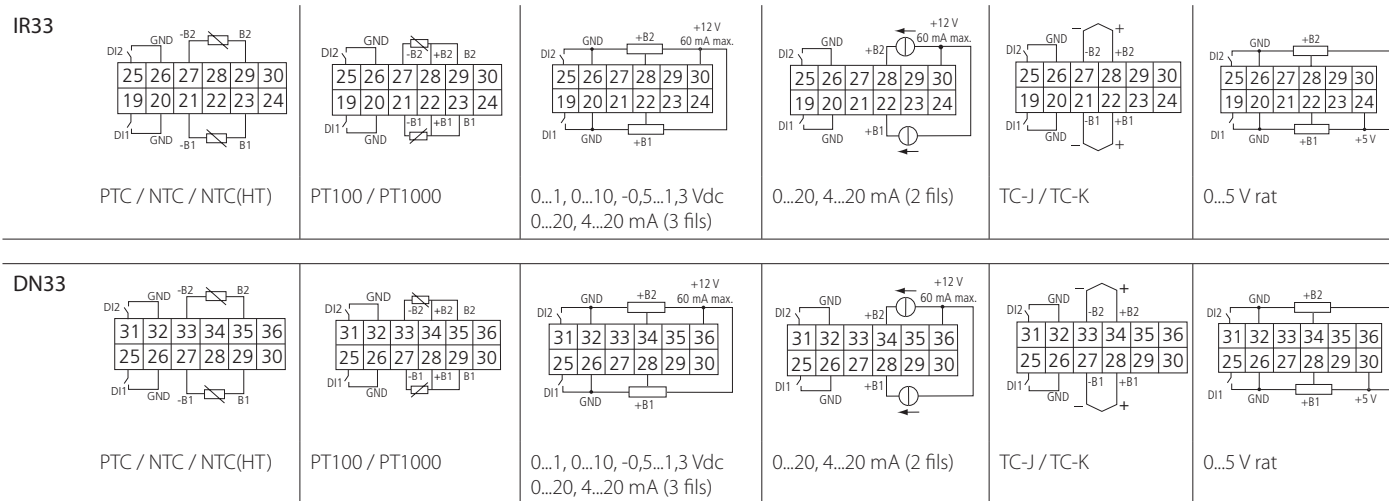 IR33
DI2 GND -B2 B2
25 26 27 28 29 30
19 20 21 22 23 24
DI1 GND -B1 B1
PTC / NTC / NTC(HT)
DI2 GND -B2 +B2 B2
25 26 27 28 29 30
19 20 21 22 23 24
DI1 GND -B1 +B1 B1
PT100 / PT1000
+12 V
60 mA max.
DI2 GND +B2
25 26 27 28 29 30
19 20 21 22 23 24
DI1 GND +B1
0...1, 0...10, -0,5...1,3 Vdc
0...20, 4...20 mA (3 fils)
+12 V
60 mA max.
DI2 GND +B2
25 26 27 28 29 30
19 20 21 22 23 24
DI1 GND +B1
0...20, 4...20 mA (2 fils)
− +
DI2 GND -B2 +B2
25 26 27 28 29 30
19 20 21 22 23 24
DI1 GND -B1 +B1
− +
TC-J / TC-K
DI2 GND +B2
25 26 27 28 29 30
19 20 21 22 23 24
DI1 GND +B1 +5 V
0...5 V rat
DN33
DI2 GND -B2 B2
31 32 33 34 35 36
25 26 27 28 29 30
DI1 GND -B1 B1
PTC / NTC / NTC(HT)
DI2 GND -B2 +B2 B2
31 32 33 34 35 36
25 26 27 28 29 30
DI1 GND -B1 +B1 B1
PT100 / PT1000
+12 V
60 mA max.
DI2 GND +B2
31 32 33 34 35 36
25 26 27 28 29 30
DI1 GND +B1
0...1, 0...10, -0,5...1,3 Vdc
0...20, 4...20 mA (3 fils)
+12 V
60 mA max.
DI2 GND +B2
31 32 33 34 35 36
25 26 27 28 29 30
DI1 GND +B1
0...20, 4...20 mA (2 fils)
− +
DI2 GND -B2 +B2
31 32 33 34 35 36
25 26 27 28 29 30
DI1 GND -B1 +B1
− +
TC-J / TC-K
DI2 GND +B2
31 32 33 34 35 36
25 26 27 28 29 30
DI1 GND +B1 +5 V
0...5 V rat